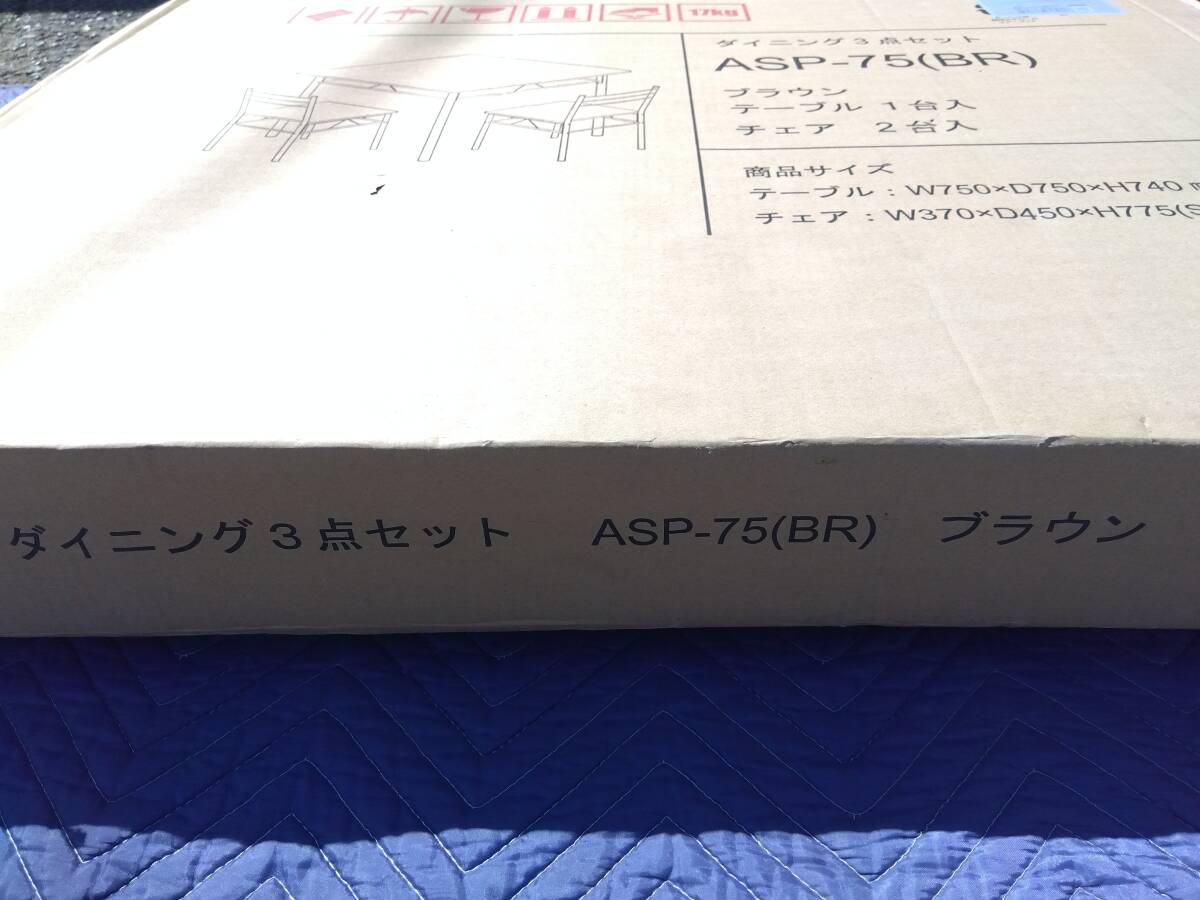 17kg
ダイニング3点セット
ASP-75(BR)
ブラウン
テーブル 1台入
チェア 2台入
商品サイズ
テーブル:W750×D750×H740
チェア:W370×D450×H775(S
ダイニング3点セット ASP-75(BR) ブラウン